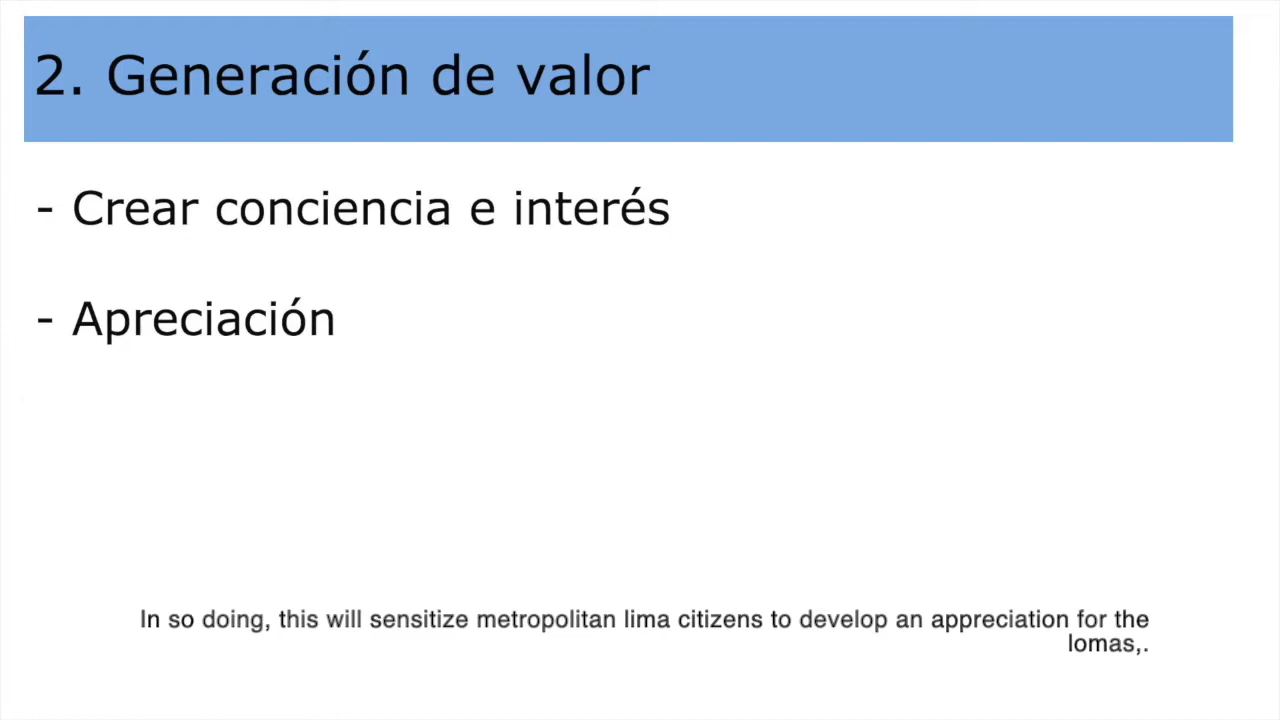 2. Generación de valor
- Crear conciencia e interés
- Apreciación
In so doing, this will sensitize metropolitan lima citizens to develop an appreciation for the
lomas,.